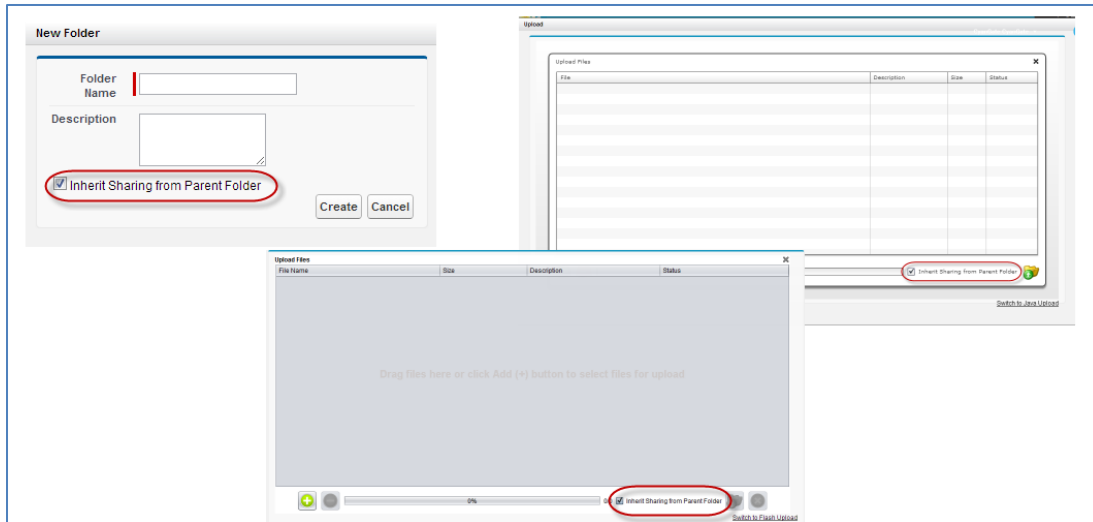 New Folder
Folder
Name
Description
Inherit Sharing from Parent Folder
Create Cancel
Upload
Upload Files
File Description Size Status
Inherit Sharing from Parent Folder
Switch to Java Upload
Upload Files
File Name Size Description Status
Drag files here or click Add (+) button to select files for upload.
0% Inherit Sharing from Parent Folder
Switch to Flash Upload